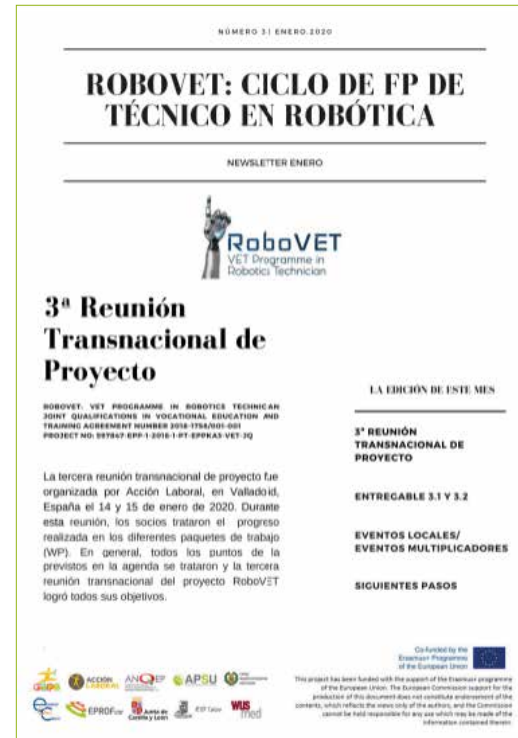 NÚMERO 3| ENERO.2020
ROBOVET: CICLO DE FP DE
TÉCNICO EN ROBÓTICA
NEWSLETTER ENERO
RoboVET
VET Programme in
Robotics Technician
3ª Reunión
Transnacional de
Proyecto
ROBOVET: VET PROGRAMME IN ROBOTICS TECHNICAN
JOINT QUALIFICATIONS IN VOCATIONAL EDUCATION AND
TRAINING AGREEMENT NUMBER 2018-1754/001-001
PROJECT NO: 597847-EPP-1-2018-1-PT-EPPKA3-VET-JQ
La tercera reunión transnacional de proyecto fue
organizada por Acción Laboral, en Valladolid,
España el 14 y 15 de enero de 2020. Durante
esta reunión, los socios trataron el progreso
realizada en los diferentes paquetes de trabajo
(WP). En general, todos los puntos de la
previstos en la agenda se trataron y la tercera
reunión transnacional del proyecto RoboVET
logró todos sus objetivos.
LA EDICIÓN DE ESTE MES
3ª REUNIÓN
TRANSNACIONAL DE
PROYECTO
ENTREGABLE 3.1 Y 3.2
EVENTOS LOCALES/
EVENTOS MULTIPLICADORES
SIGUIENTES PASOS
Co-funded by the
Erasmus+ Programme
of the European Union
ACCIÓN
LABORAL
ANQEP
APSU
EPROFcor
Junta de
Castilla y León
WUS
med
This project has been funded with the support of the Erasmus+ programme
of the European Union. The European Commission support for the
production of this document does not constitute endorsement of the
contents, which reflects the views only of the authors, and the Commission
cannot be held responsible for any use which may be made of the
information contained therein.